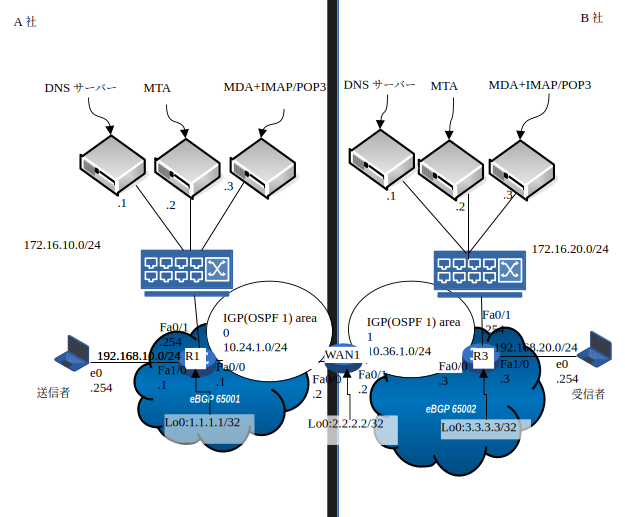 A 社
B 社
DNS サーバー
MTA
MDA+IMAP/POP3
DNS サーバー
MTA
MDA+IMAP/POP3
.1
.2
.3
.1
.2
.3
172.16.10.0/24
172.16.20.0/24
IGP(OSPF 1) area
0
10.24.1.0/24
IGP(OSPF 1) area
1
10.36.1.0/24
Fa0/1
.254
Fa0/1
.254
192.168.10.0/24
R1
WAN1
R3
192.168.20.0/24
e0
.254
Fa1/0
.1
Fa0/0
.1
Fa0/0
.2
Fa0/1
.2
Fa0/0
.3
Fa1/0
.3
e0
.254
送信者
受信者
eBGP 65001
eBGP 65002
Lo0:1.1.1.1/32
Lo0:2.2.2.2/32
Lo0:3.3.3.3/32